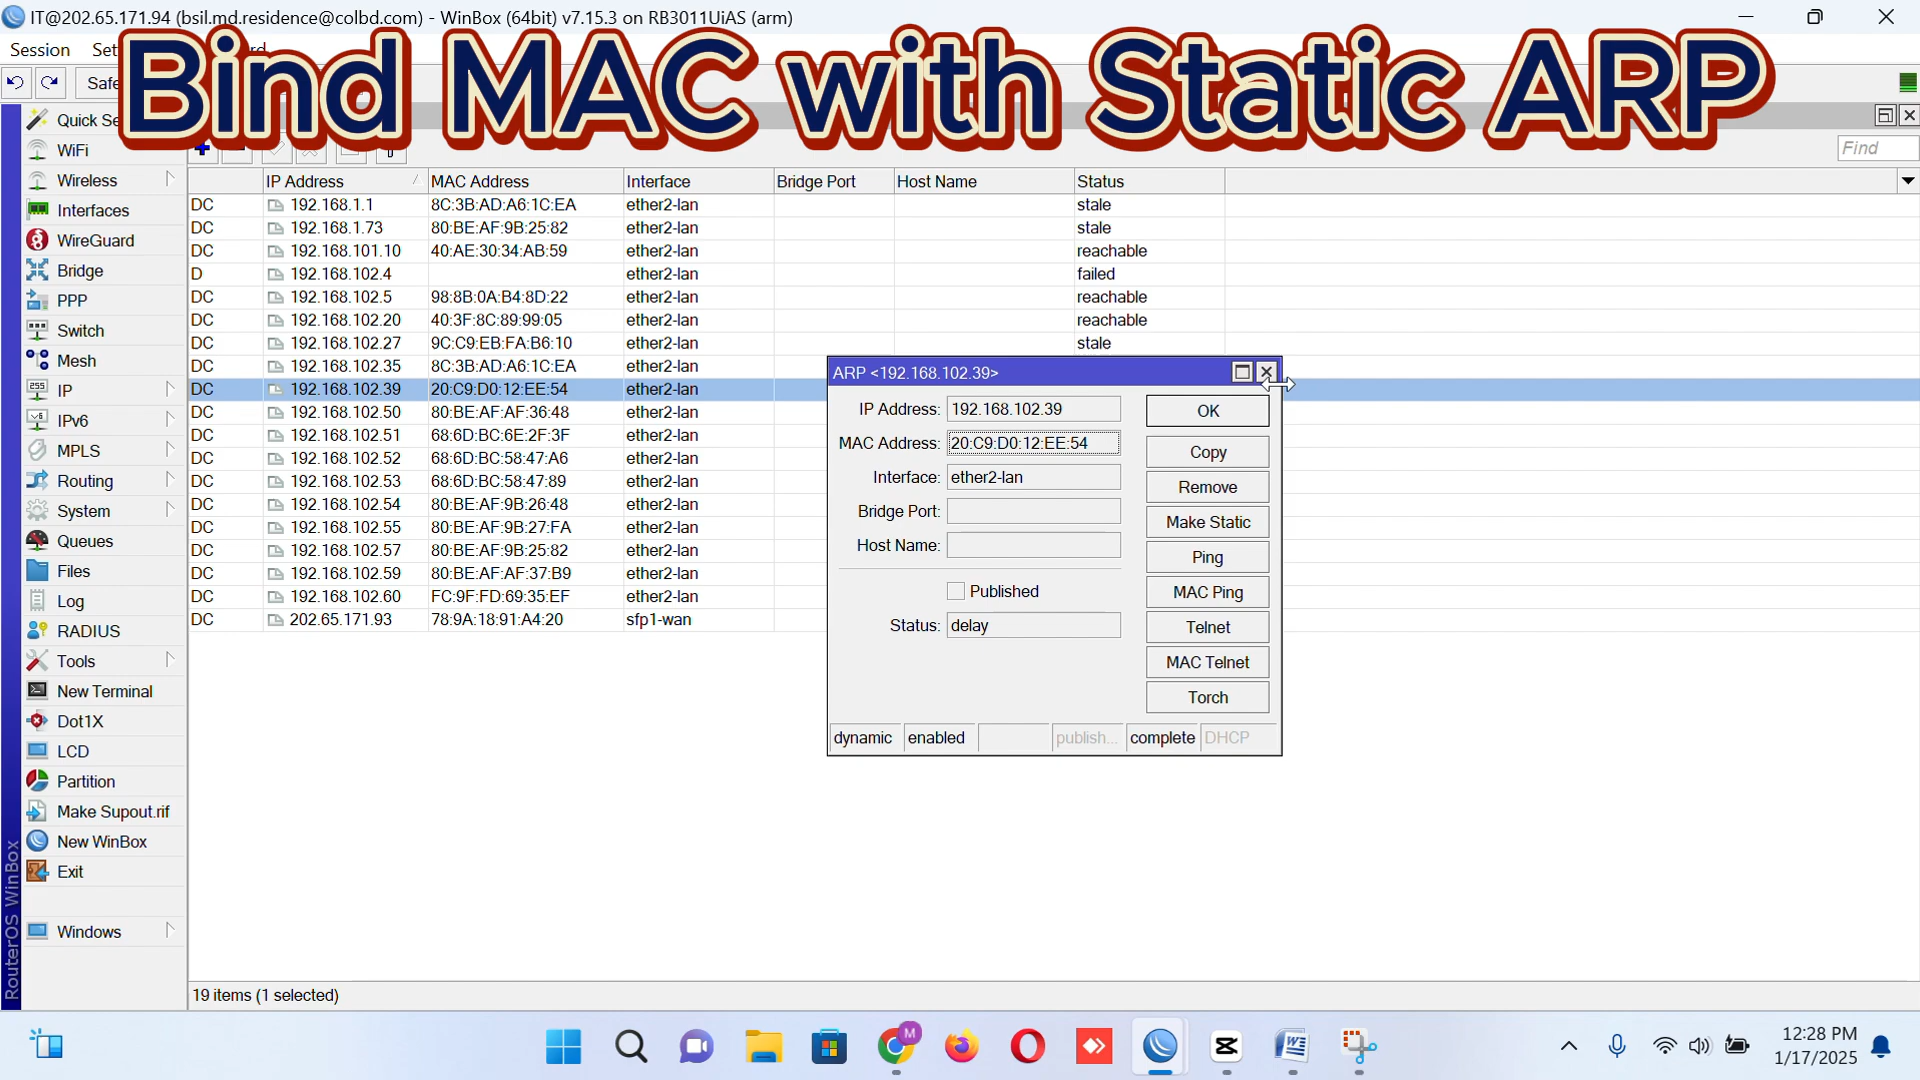 IT@202.65.171.94 (bsil.md.residence@colbd.com) - WinBox (64bit) v7.15.3 on RB3011UiAS (arm)
Session
Bind MAC with Static ARP
Find
IP Address MAC Address Interface Bridge Port Host Name Status
DC 192.168.1.1 8C:3B:AD:A6:1C:EA ether2-lan stale
DC 192.168.1.73 80:BE:AF:9B:25:82 ether2-lan stale
DC 192.168.101.10 40:AE:30:34:AB:59 ether2-lan reachable
D 192.168.102.4 ether2-lan failed
DC 192.168.102.5 98:8B:0A:B4:8D:22 ether2-lan reachable
DC 192.168.102.20 40:3F:8C:89:99:05 ether2-lan reachable
DC 192.168.102.27 9C:C9:EB:FA:B6:10 ether2-lan stale
DC 192.168.102.35 8C:3B:AD:A6:1C:EA ether2-lan
DC 192.168.102.39 20:C9:D0:12:EE:54 ether2-lan
DC 192.168.102.50 80:BE:AF:AF:36:48 ether2-lan
DC 192.168.102.51 68:6D:BC:6E:2F:3F ether2-lan
DC 192.168.102.52 68:6D:BC:58:47:A6 ether2-lan
DC 192.168.102.53 68:6D:BC:58:47:89 ether2-lan
DC 192.168.102.54 80:BE:AF:9B:26:48 ether2-lan
DC 192.168.102.55 80:BE:AF:9B:27:FA ether2-lan
DC 192.168.102.57 80:BE:AF:9B:25:82 ether2-lan
DC 192.168.102.59 80:BE:AF:AF:37:B9 ether2-lan
DC 192.168.102.60 FC:9F:FD:69:35:EF ether2-lan
DC 202.65.171.93 78:9A:18:91:A4:20 sfp1-wan
Quick
WiFi
Wireless
Interfaces
WireGuard
Bridge
PPP
Switch
Mesh
IP
IPv6
MPLS
Routing
System
Queues
Files
Log
RADIUS
Tools
New Terminal
Dot1X
LCD
Partition
Make Supout.rif
New WinBox
Exit
Windows
RouterOS WinBox
ARP <192.168.102.39>
IP Address: 192.168.102.39
MAC Address: 20:C9:D0:12:EE:54
Interface: ether2-lan
Bridge Port:
Host Name:
Published
Status: delay
OK
Copy
Remove
Make Static
Ping
MAC Ping
Telnet
MAC Telnet
Torch
dynamic enabled publish... complete DHCP
19 items (1 selected)
12:28 PM
1/17/2025